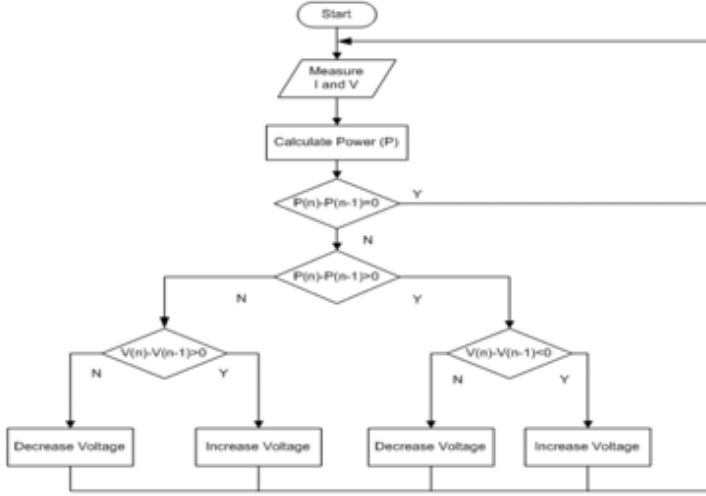 Start
Measure
I and V
Calculate Power (P)
P(n)-P(n-1)=0
Y
N
P(n)-P(n-1)>0
N
Y
V(n)-V(n-1)>0
V(n)-V(n-1)<0
N
Y
N
Y
Decrease Voltage
Increase Voltage
Decrease Voltage
Increase Voltage